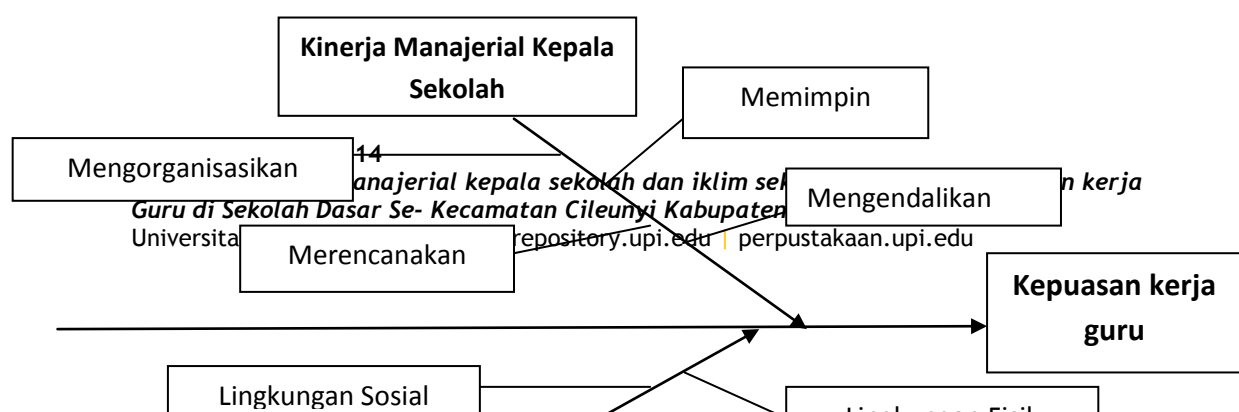 Kinerja Manajerial Kepala
Sekolah
Memimpin
Mengorganisasikan
14
anajerial kepala sekolah dan iklim sek
n kerja
Mengendalikan
Guru di Sekolah Dasar Se- Kecamatan Cileunyi Kabupaten
Universita
repository.upi.edu | perpustakaan.upi.edu
Merencanakan
Kepuasan kerja
guru
Lingkungan Sosial